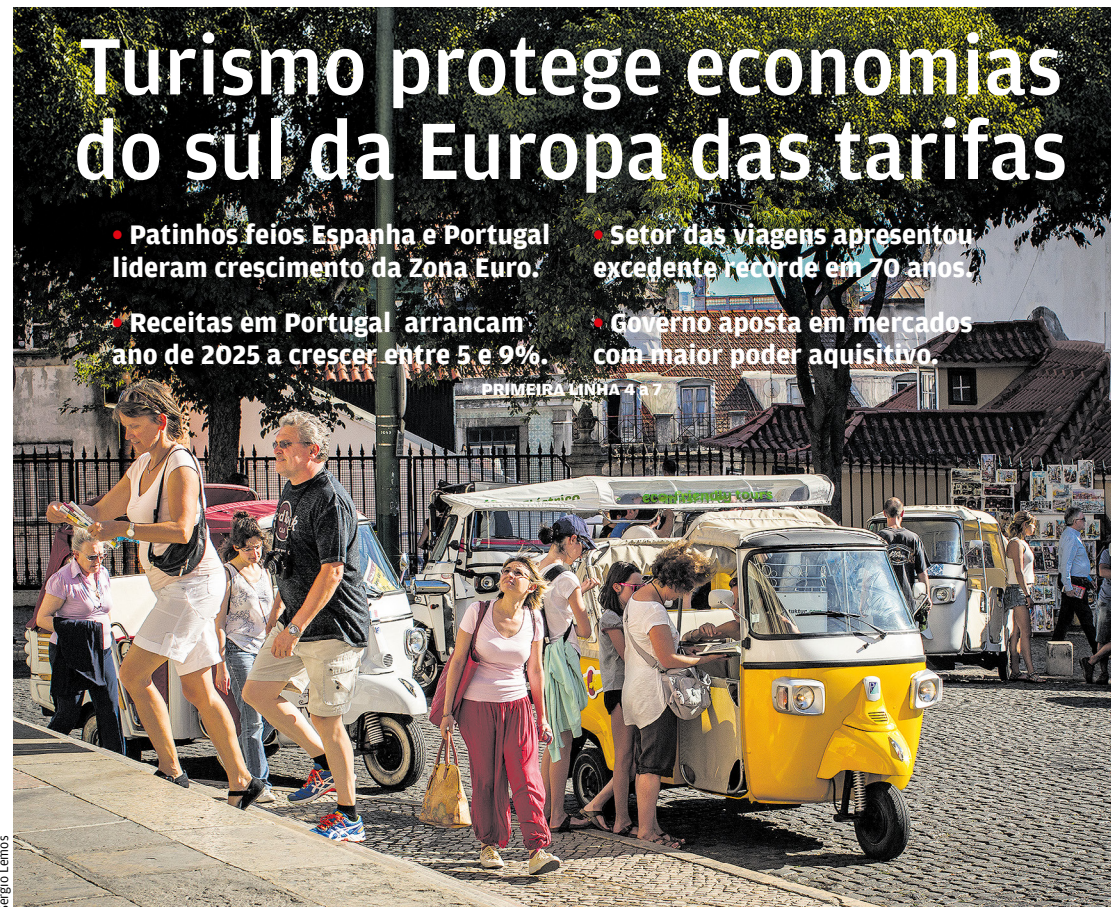 Turismo protege economias
do sul da Europa das tarifas
• Patinhos feios Espanha e Portugal
lideram crescimento da Zona Euro.
• Receitas em Portugal arrancam
ano de 2025 a crescer entre 5 e 9%.
• Setor das viagens apresentou
excedente recorde em 70 anos.
• Governo aposta em mercados
com maior poder aquisitivo.
PRIMEIRA LINHA 4 a 7
tours
Sérgio Lemos